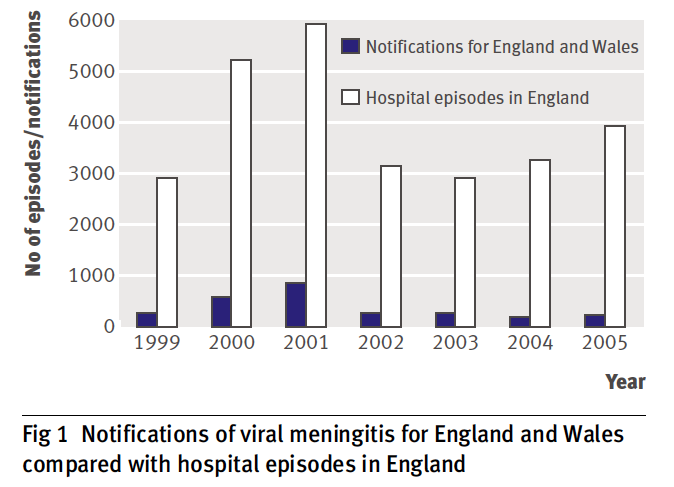 No of episodes/notifications
6000
5000
4000
3000
2000
1000
0
Notifications for England and Wales
Hospital episodes in England
1999 2000 2001 2002 2003 2004 2005
Year
Fig 1 Notifications of viral meningitis for England and Wales
compared with hospital episodes in England